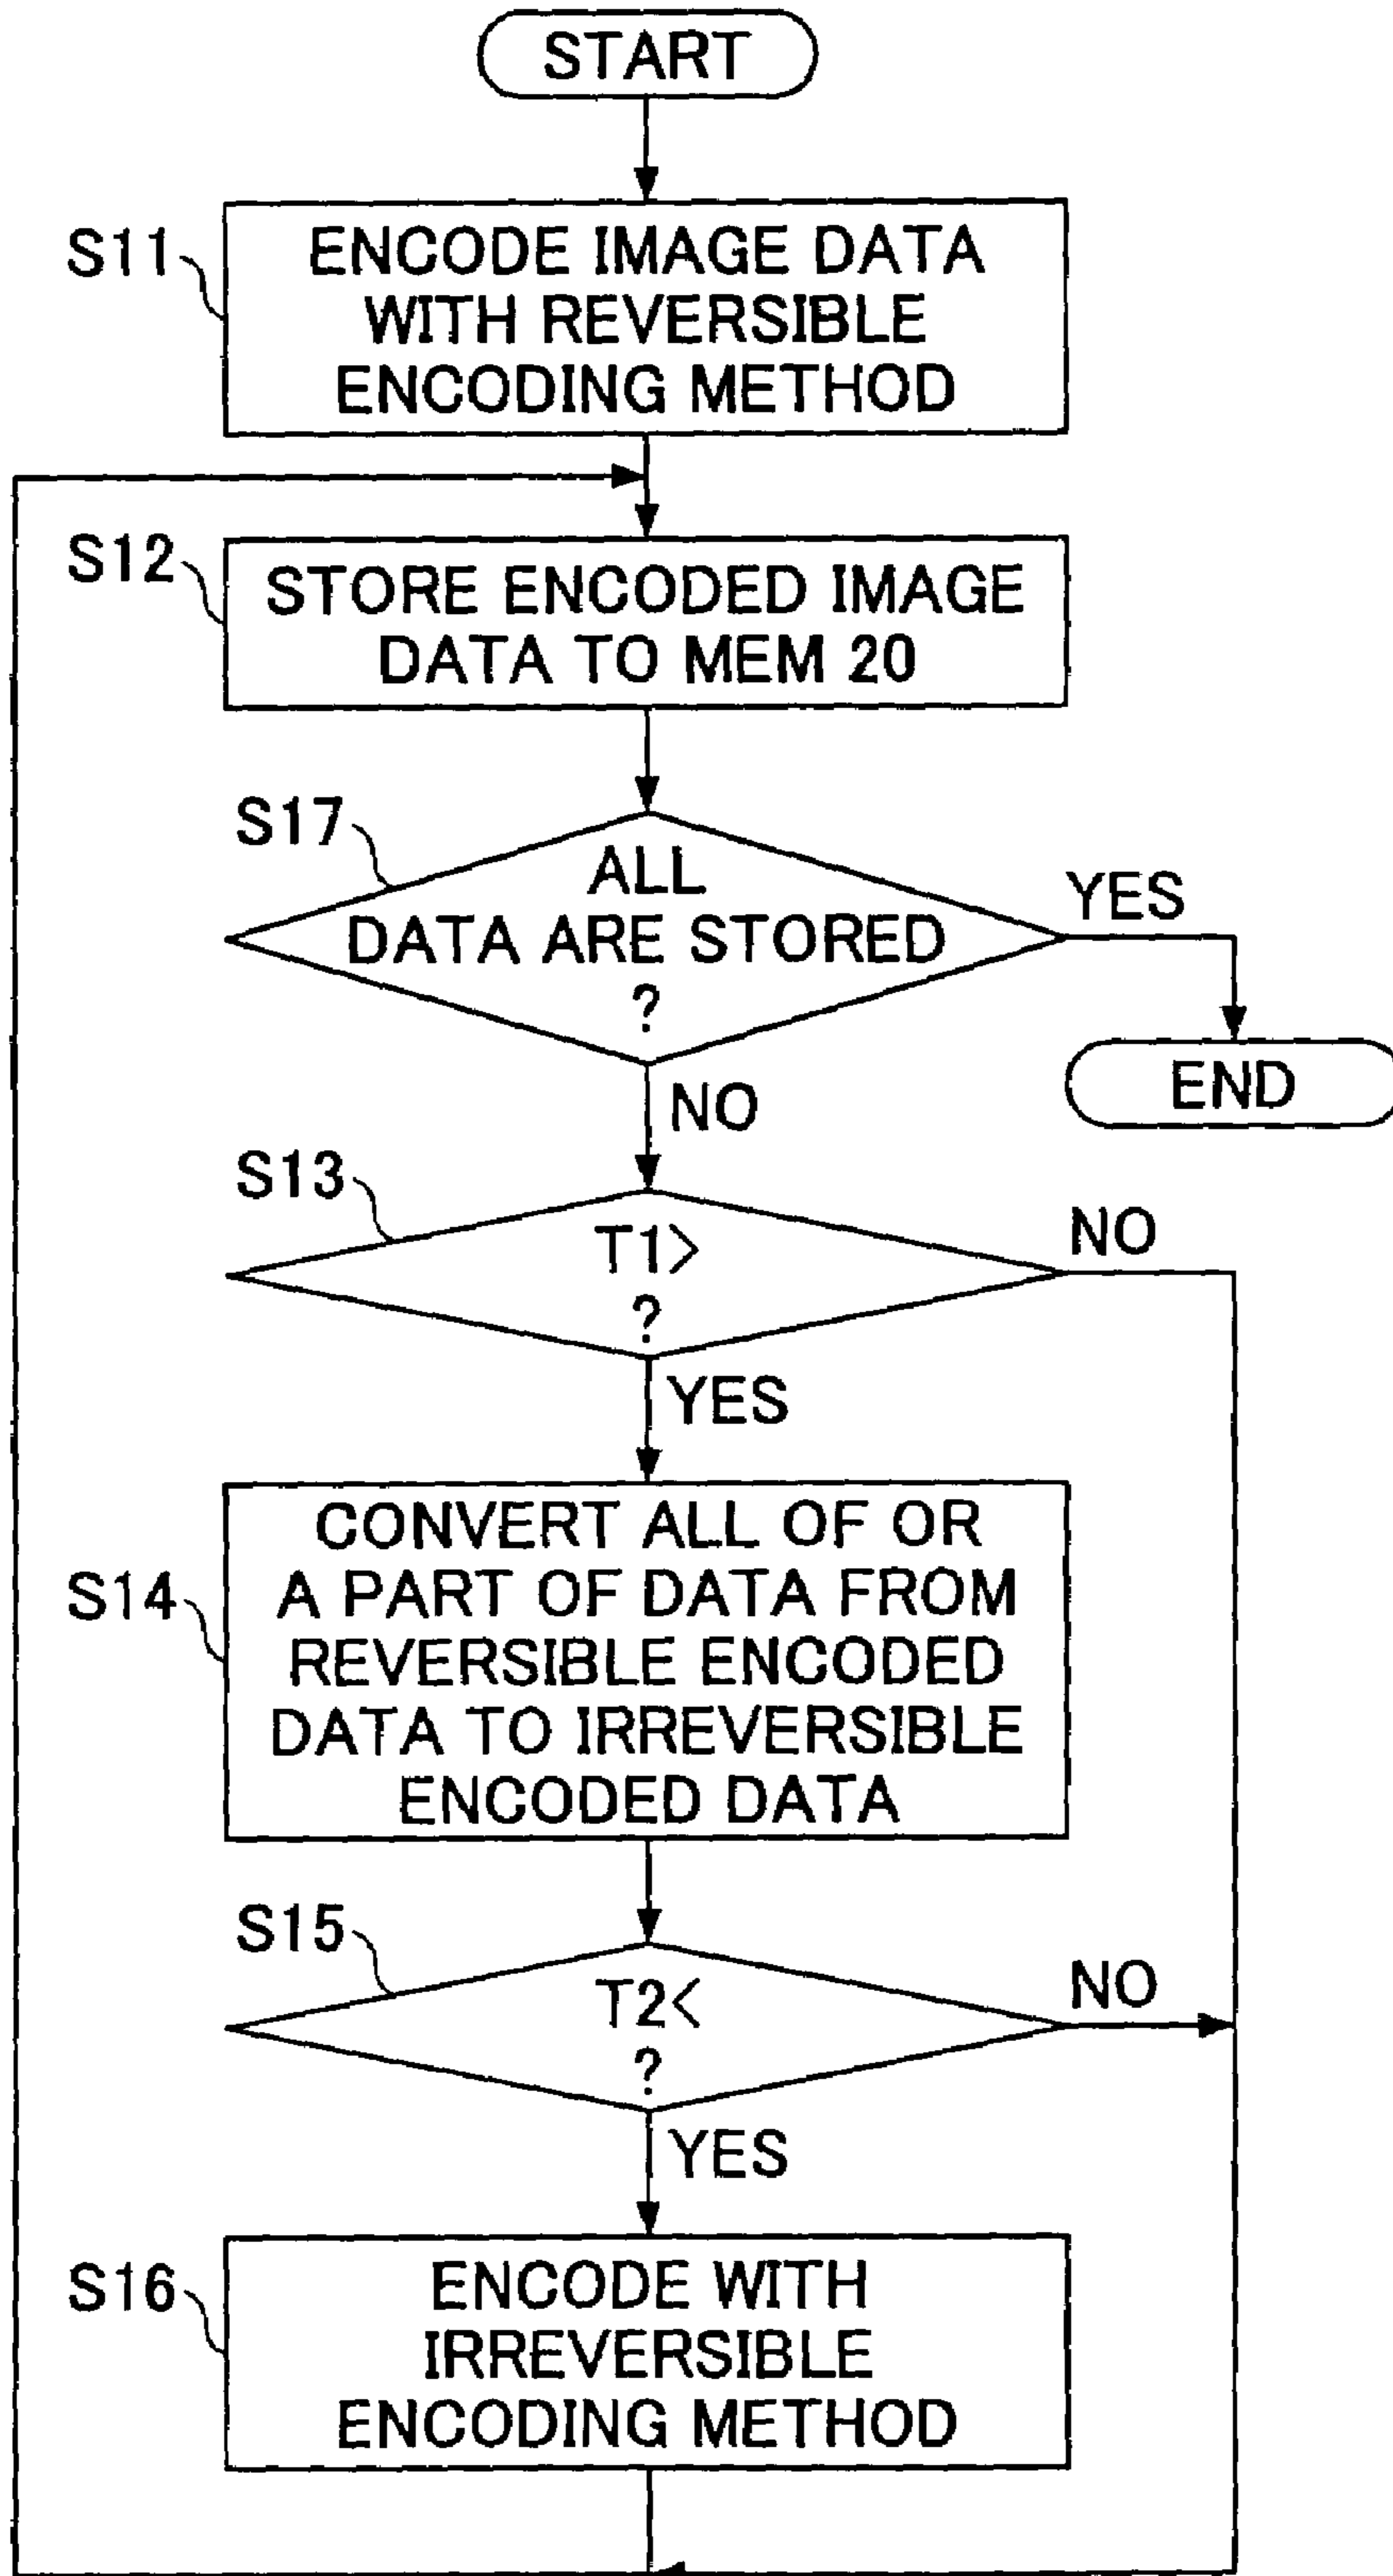 START
S11
ENCODE IMAGE DATA
WITH REVERSIBLE
ENCODING METHOD
S12
STORE ENCODED IMAGE
DATA TO MEM 20
S17
ALL
DATA ARE STORED
?
YES
END
NO
S13
T1>
?
NO
YES
S14
CONVERT ALL OF OR
A PART OF DATA FROM
REVERSIBLE ENCODED
DATA TO IRREVERSIBLE
ENCODED DATA
S15
T2<
?
NO
YES
S16
ENCODE WITH
IRREVERSIBLE
ENCODING METHOD